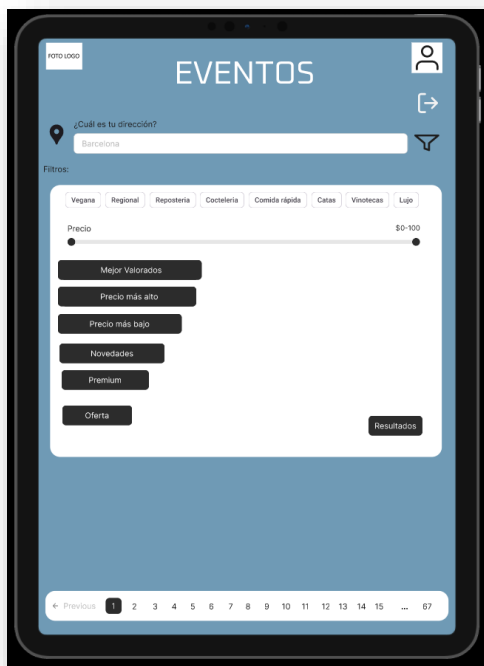 FOTO LOGO
EVENTOS
¿Cuál es tu dirección?
Barcelona
Filtros:
Vegana Regional Reposteria Cocteleria Comida rápida Catas Vinotecas Lujo
Precio $0-100
Mejor Valorados
Precio más alto
Precio más bajo
Novedades
Premium
Oferta
Resultados
← Previous 1 2 3 4 5 6 7 8 9 10 11 12 13 14 15 ... 67